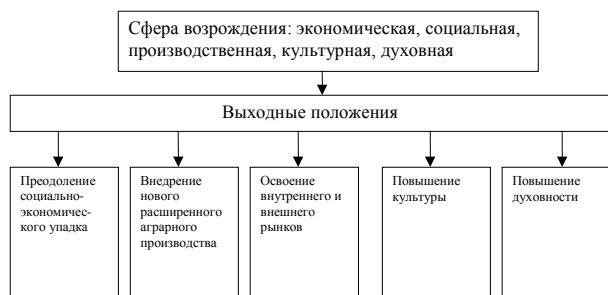 Сфера возрождения: экономическая, социальная,
производственная, культурная, духовная
Выходные положения
Преодоление
социально-
экономичес-
кого упадка
Внедрение
нового
расширенного
аграрного
производства
Освоение
внутреннего и
внешнего
рынков
Повышение
культуры
Повышение
духовности